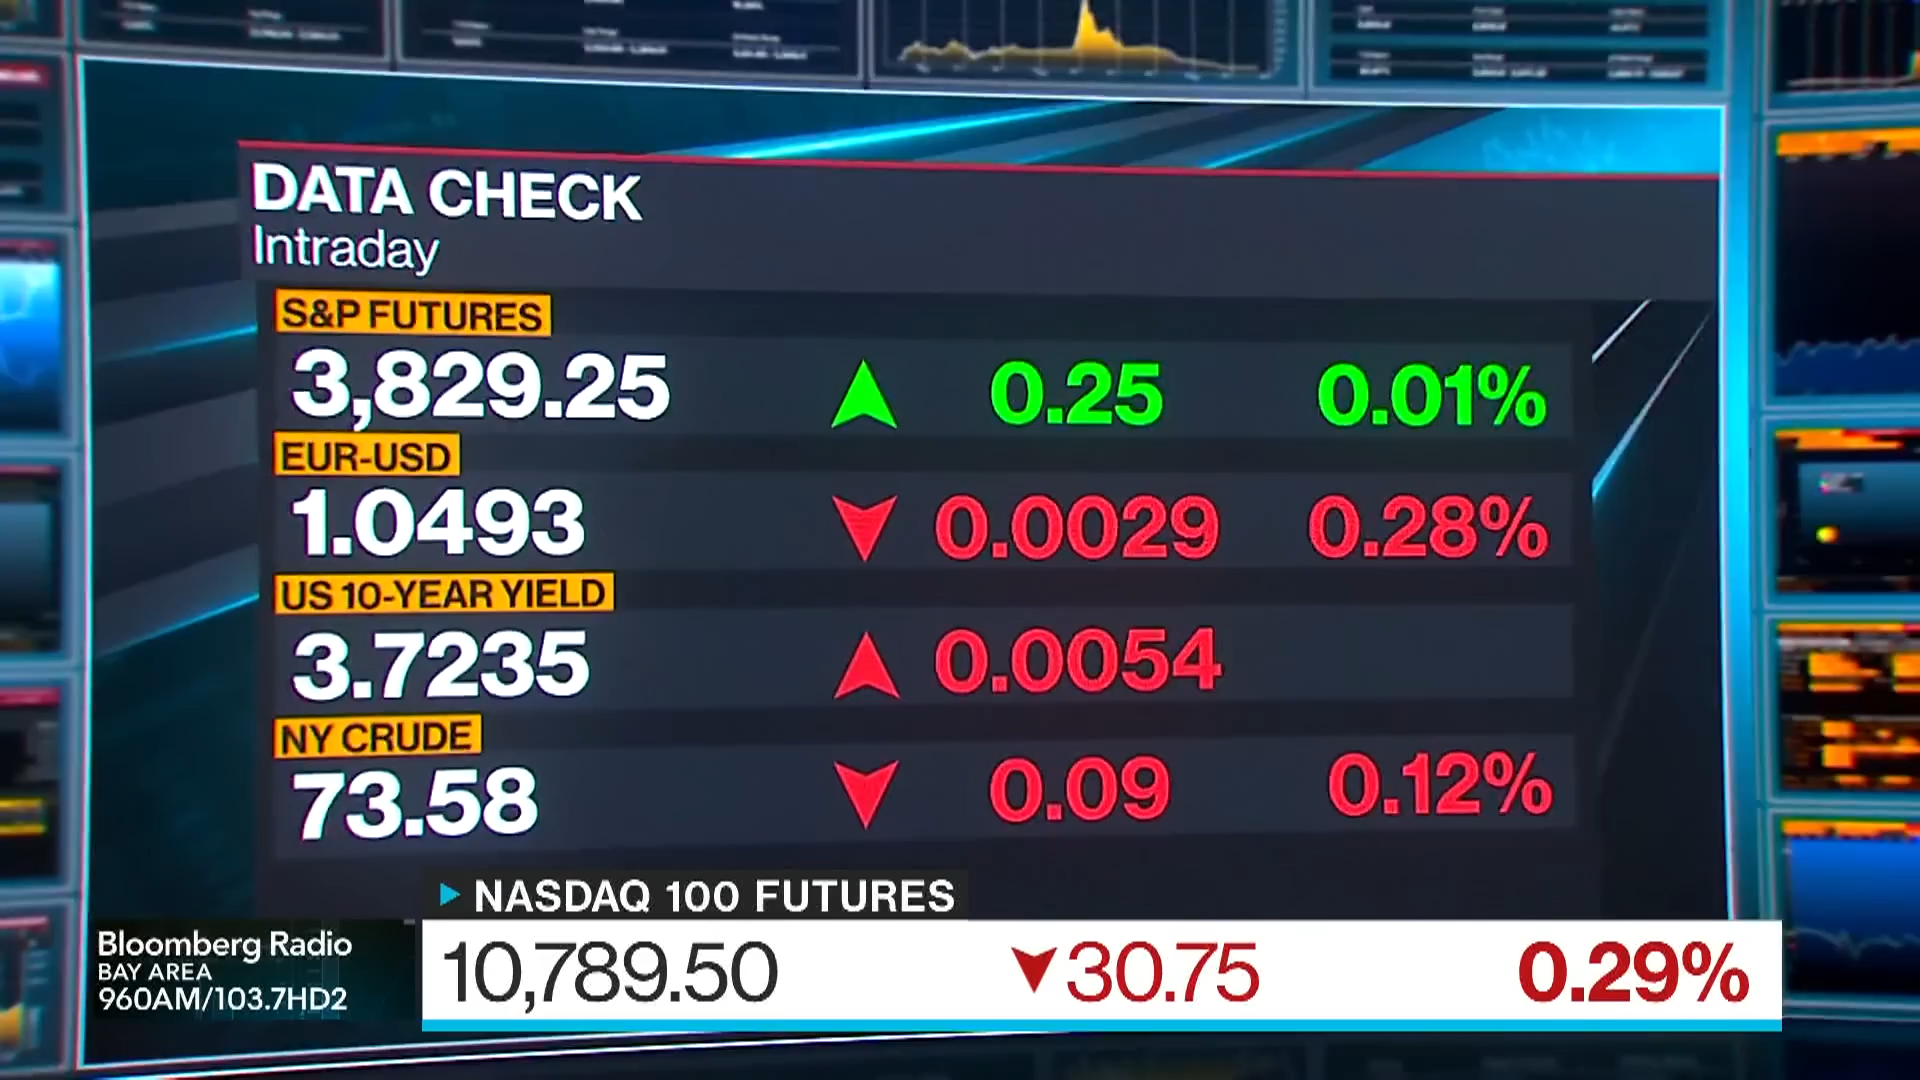 DATA CHECK
Intraday
S&P FUTURES
3,829.25 ▲ 0.25 0.01%
EUR-USD
1.0493 ▼ 0.0029 0.28%
US 10-YEAR YIELD
3.7235 ▲ 0.0054
NY CRUDE
73.58 ▼ 0.09 0.12%
NASDAQ 100 FUTURES
10,789.50 ▼30.75 0.29%
Bloomberg Radio
BAY AREA
960AM/103.7HD2